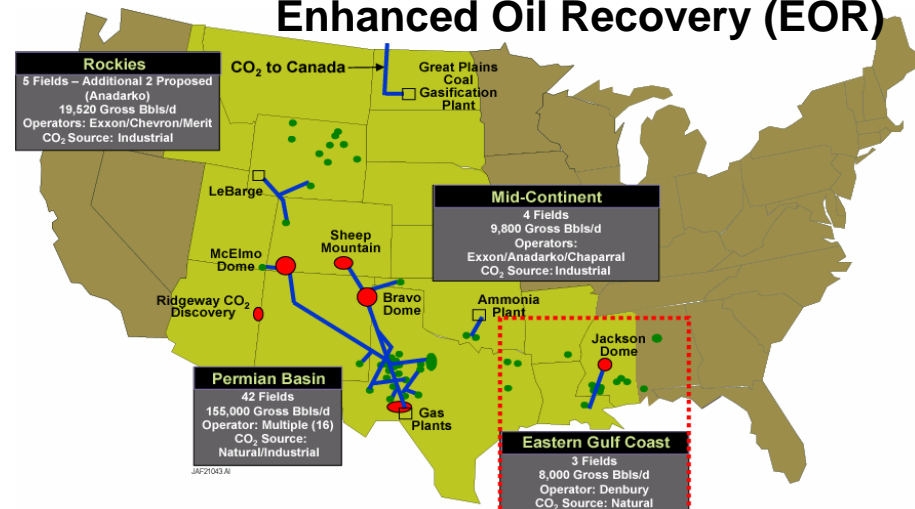 Enhanced Oil Recovery (EOR)
Rockies
5 Fields – Additional 2 Proposed
(Anadarko)
19,520 Gross Bbls/d
Operators: Exxon/Chevron/Merit
CO₂ Source: Industrial
CO₂ to Canada
Great Plains
Coal
Gasification
Plant
LeBarge
Mid-Continent
4 Fields
9,800 Gross Bbls/d
Operators:
Exxon/Anadarko/Chaparral
CO₂ Source: Industrial
McElmo
Dome
Sheep
Mountain
Ridgeway CO₂
Discovery
Bravo
Dome
Ammonia
Plant
Jackson
Dome
Permian Basin
42 Fields
155,000 Gross Bbls/d
Operator: Multiple (16)
CO₂ Source:
Natural/Industrial
JAF21043.AI
Gas
Plants
Eastern Gulf Coast
3 Fields
8,000 Gross Bbls/d
Operator: Denbury
CO₂ Source: Natural